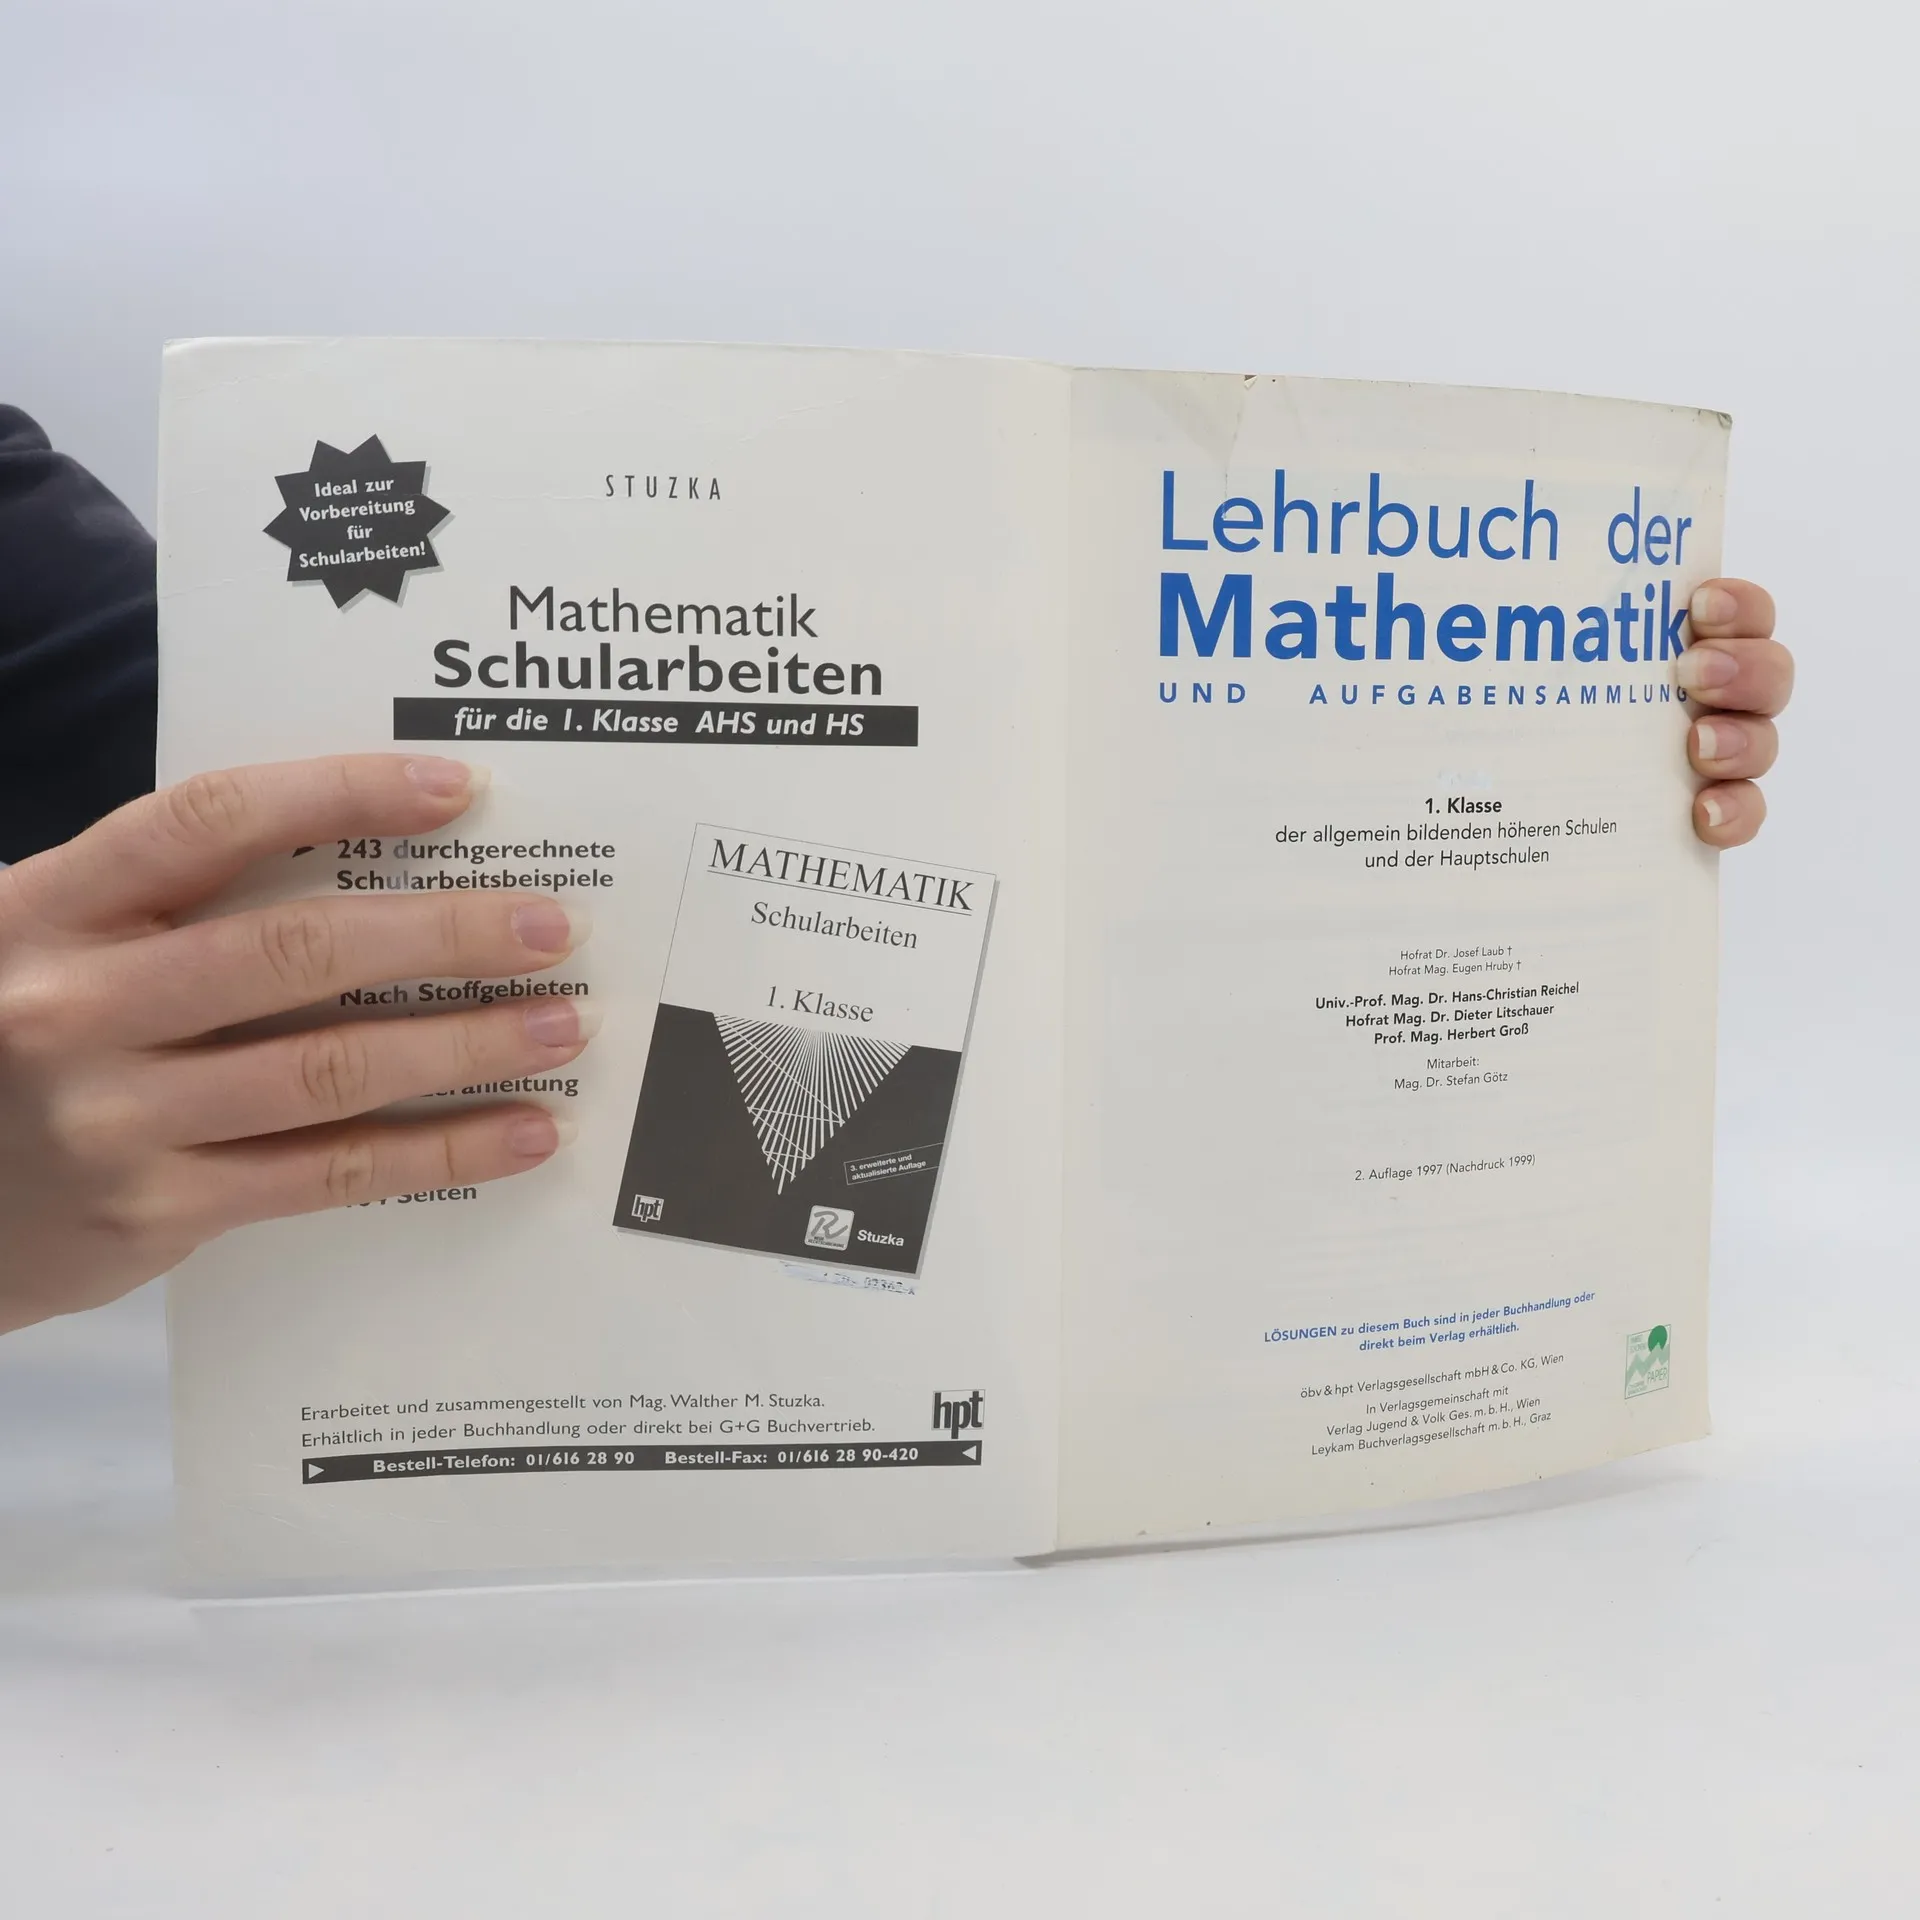 Ideal zur
Vorbereitung
für
Schularbeiten!
STUZKA
Mathematik
Schularbeiten
für die 1. Klasse AHS und HS
243 durchgerechnete
Schularbeitsbeispiele
Nach Stoffgebieten
Seiten
MATHEMATIK
Schularbeiten
1. Klasse
3. erweiterte und
aktualisierte Auflage
hpt
Stuzka
Erarbeitet und zusammengestellt von Mag. Walther M. Stuzka.
Erhältlich in jeder Buchhandlung oder direkt bei G+G Buchvertrieb.
hpt
Bestell-Telefon: 01/616 28 90 Bestell-Fax: 01/616 28 90-420
Lehrbuch der
Mathematik
UND AUFGABENSAMMLUNG
1. Klasse
der allgemein bildenden höheren Schulen
und der Hauptschulen
Hofrat Dr. Josef Laub †
Hofrat Mag. Eugen Hruby †
Univ.-Prof. Mag. Dr. Hans-Christian Reichel
Hofrat Mag. Dr. Dieter Litschauer
Prof. Mag. Herbert Groß
Mitarbeit:
Mag. Dr. Stefan Götz
2. Auflage 1997 (Nachdruck 1999)
LÖSUNGEN zu diesem Buch sind in jeder Buchhandlung oder
direkt beim Verlag erhältlich.
öbv & hpt Verlagsgesellschaft mbH & Co. KG, Wien
In Verlagsgemeinschaft mit
Verlag Jugend & Volk Ges. m. b. H., Wien
Leykam Buchverlagsgesellschaft m. b. H., Graz
PAPIER